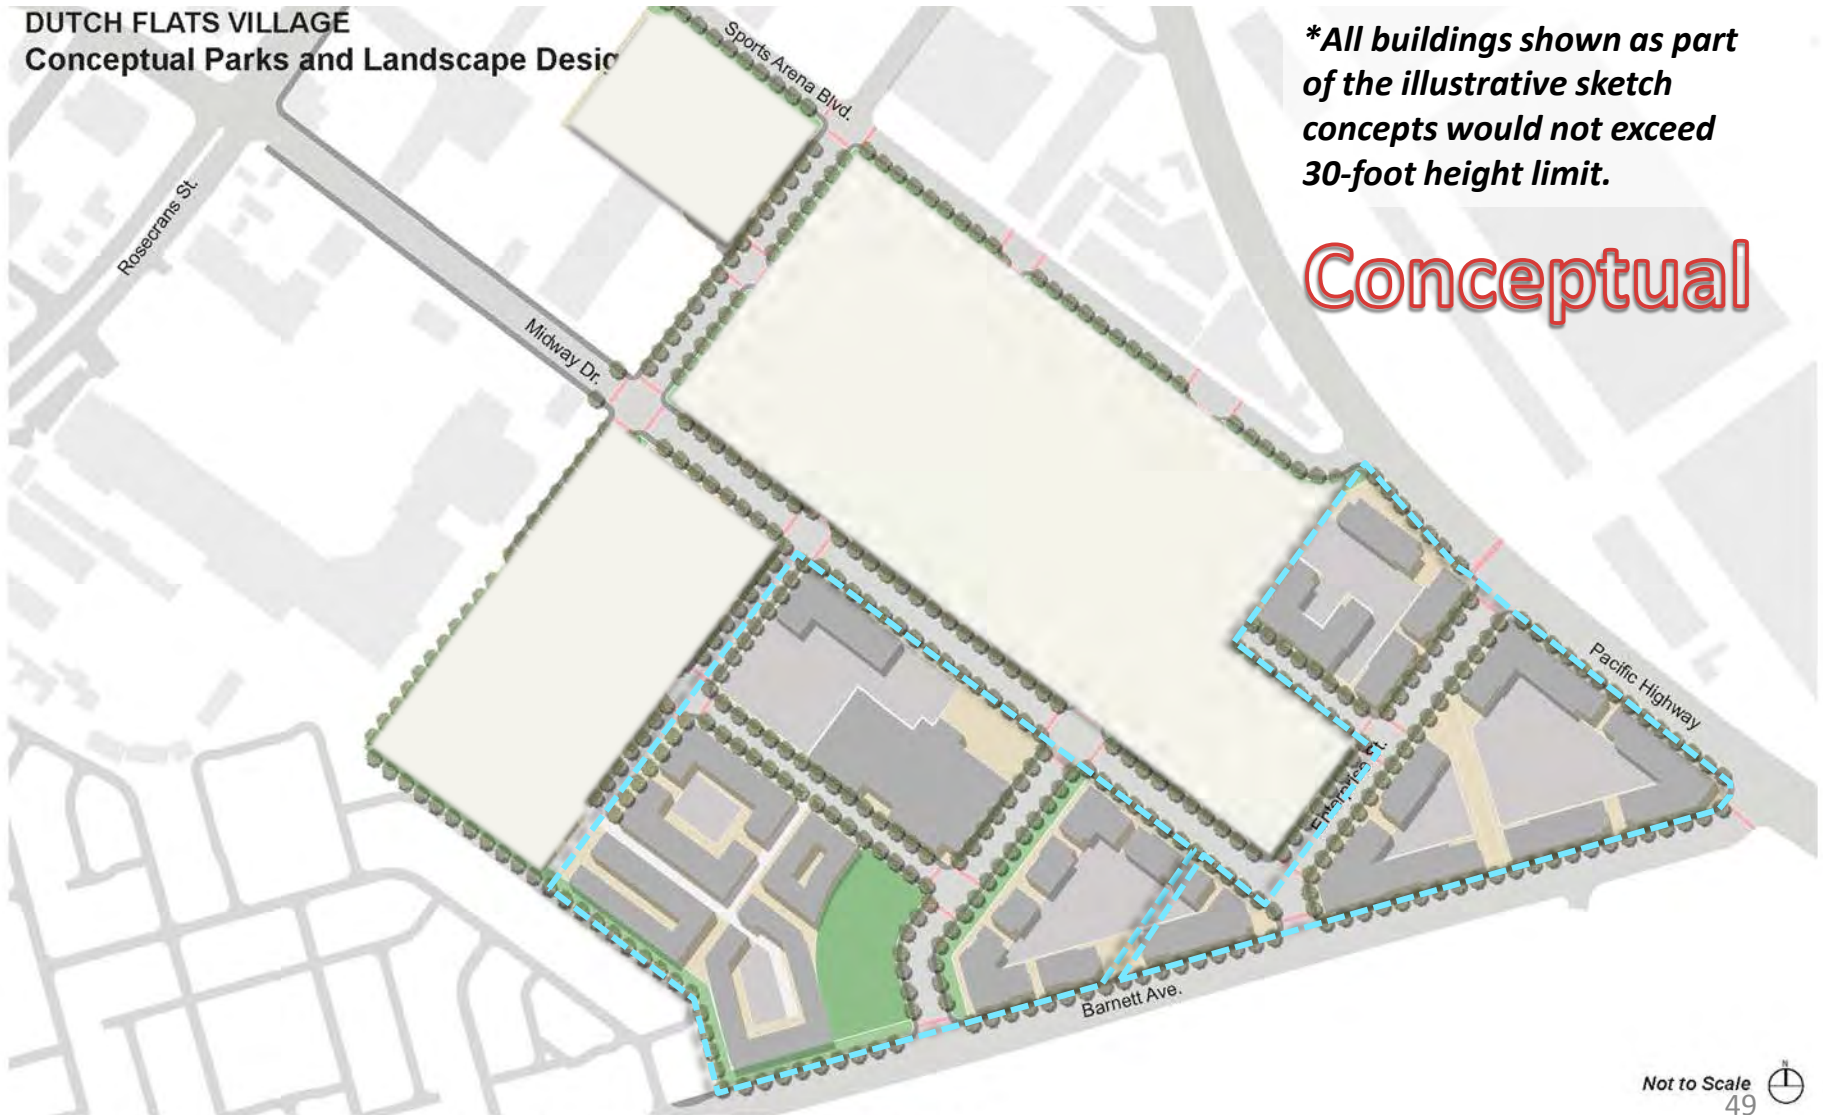 DUTCH FLATS VILLAGE
Conceptual Parks and Landscape Desig
*All buildings shown as part
of the illustrative sketch
concepts would not exceed
30-foot height limit.
Conceptual
Sports Arena Blvd.
Rosecrans St.
Midway Dr.
Pacific Highway
Enterprise St.
Barnett Ave.
N
Not to Scale
49